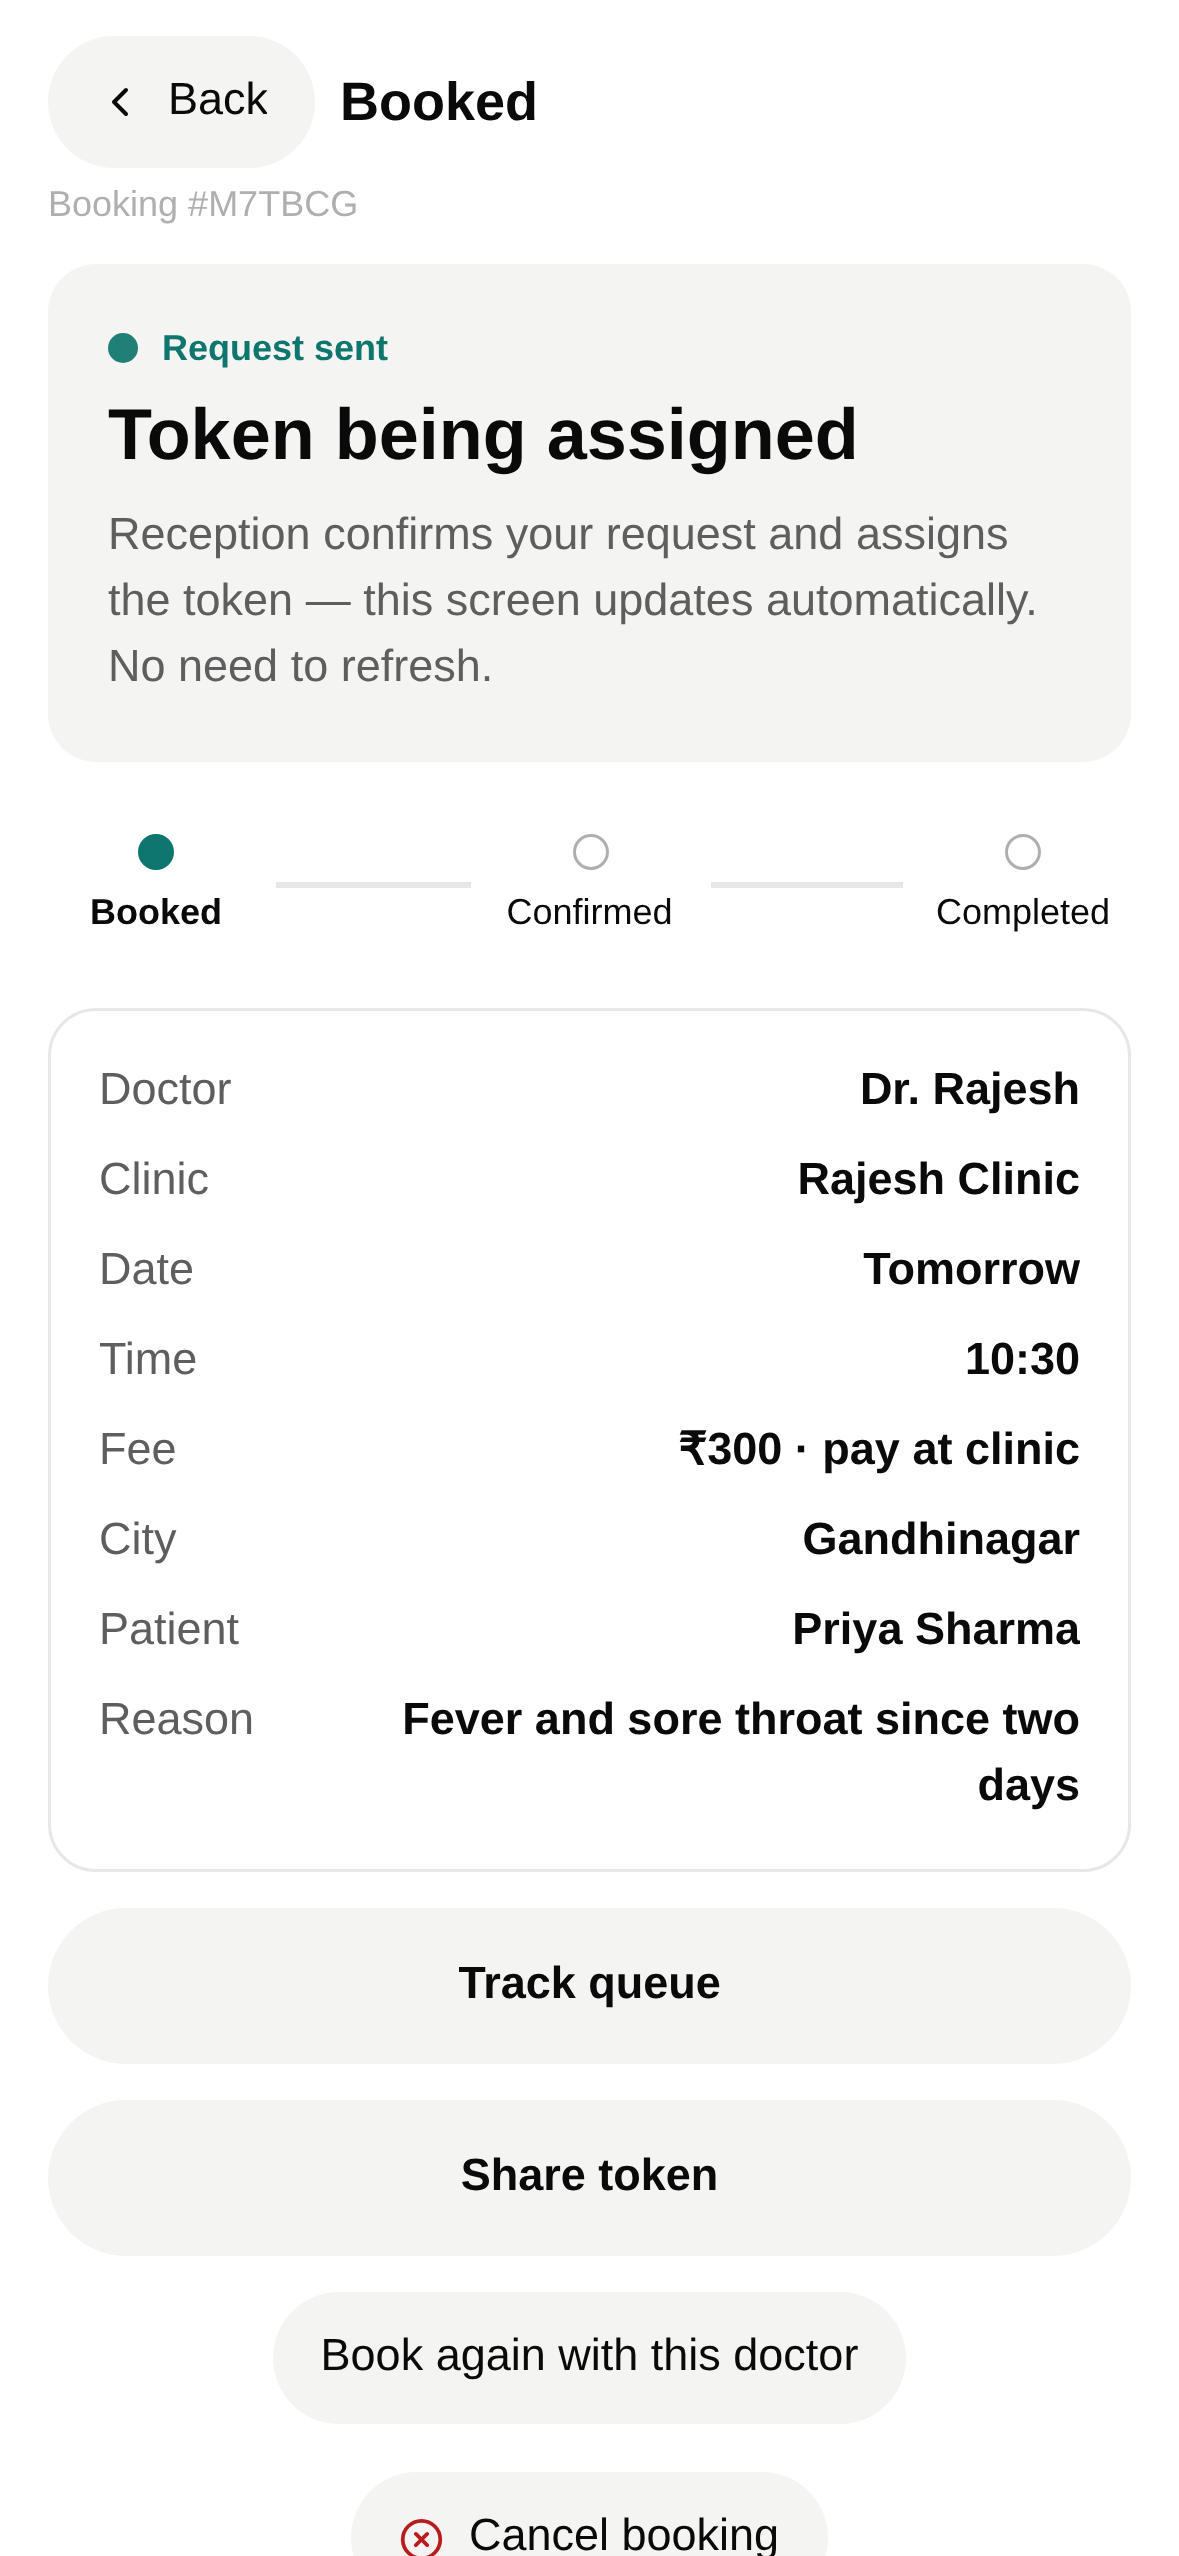 Back
Booked
Booking #M7TBCG
Request sent
Token being assigned
Reception confirms your request and assigns
the token — this screen updates automatically.
No need to refresh.
Booked
Confirmed
Completed
Doctor
Dr. Rajesh
Clinic
Rajesh Clinic
Date
Tomorrow
Time
10:30
Fee
₹300 · pay at clinic
City
Gandhinagar
Patient
Priya Sharma
Reason
Fever and sore throat since two
days
Track queue
Share token
Book again with this doctor
Cancel booking